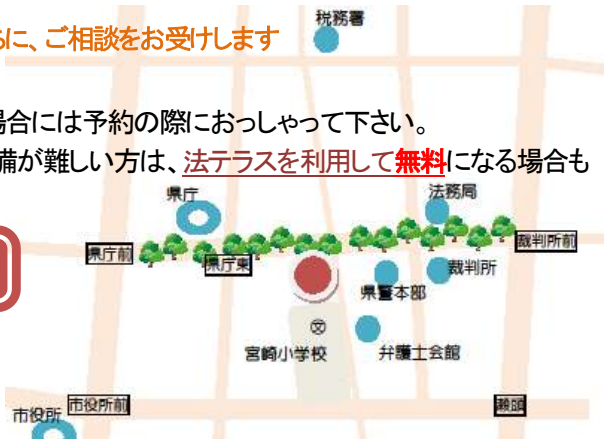 税務署
に、ご相談をお受けします
場合には予約の際におっしゃって下さい。
備が難しい方は、法テラスを利用して無料になる場合も
県庁
法務局
県庁前
県庁東
裁判所前
裁判所
県警本部
文
宮崎小学校
弁護士会館
市役所
市役所前
瀬頭